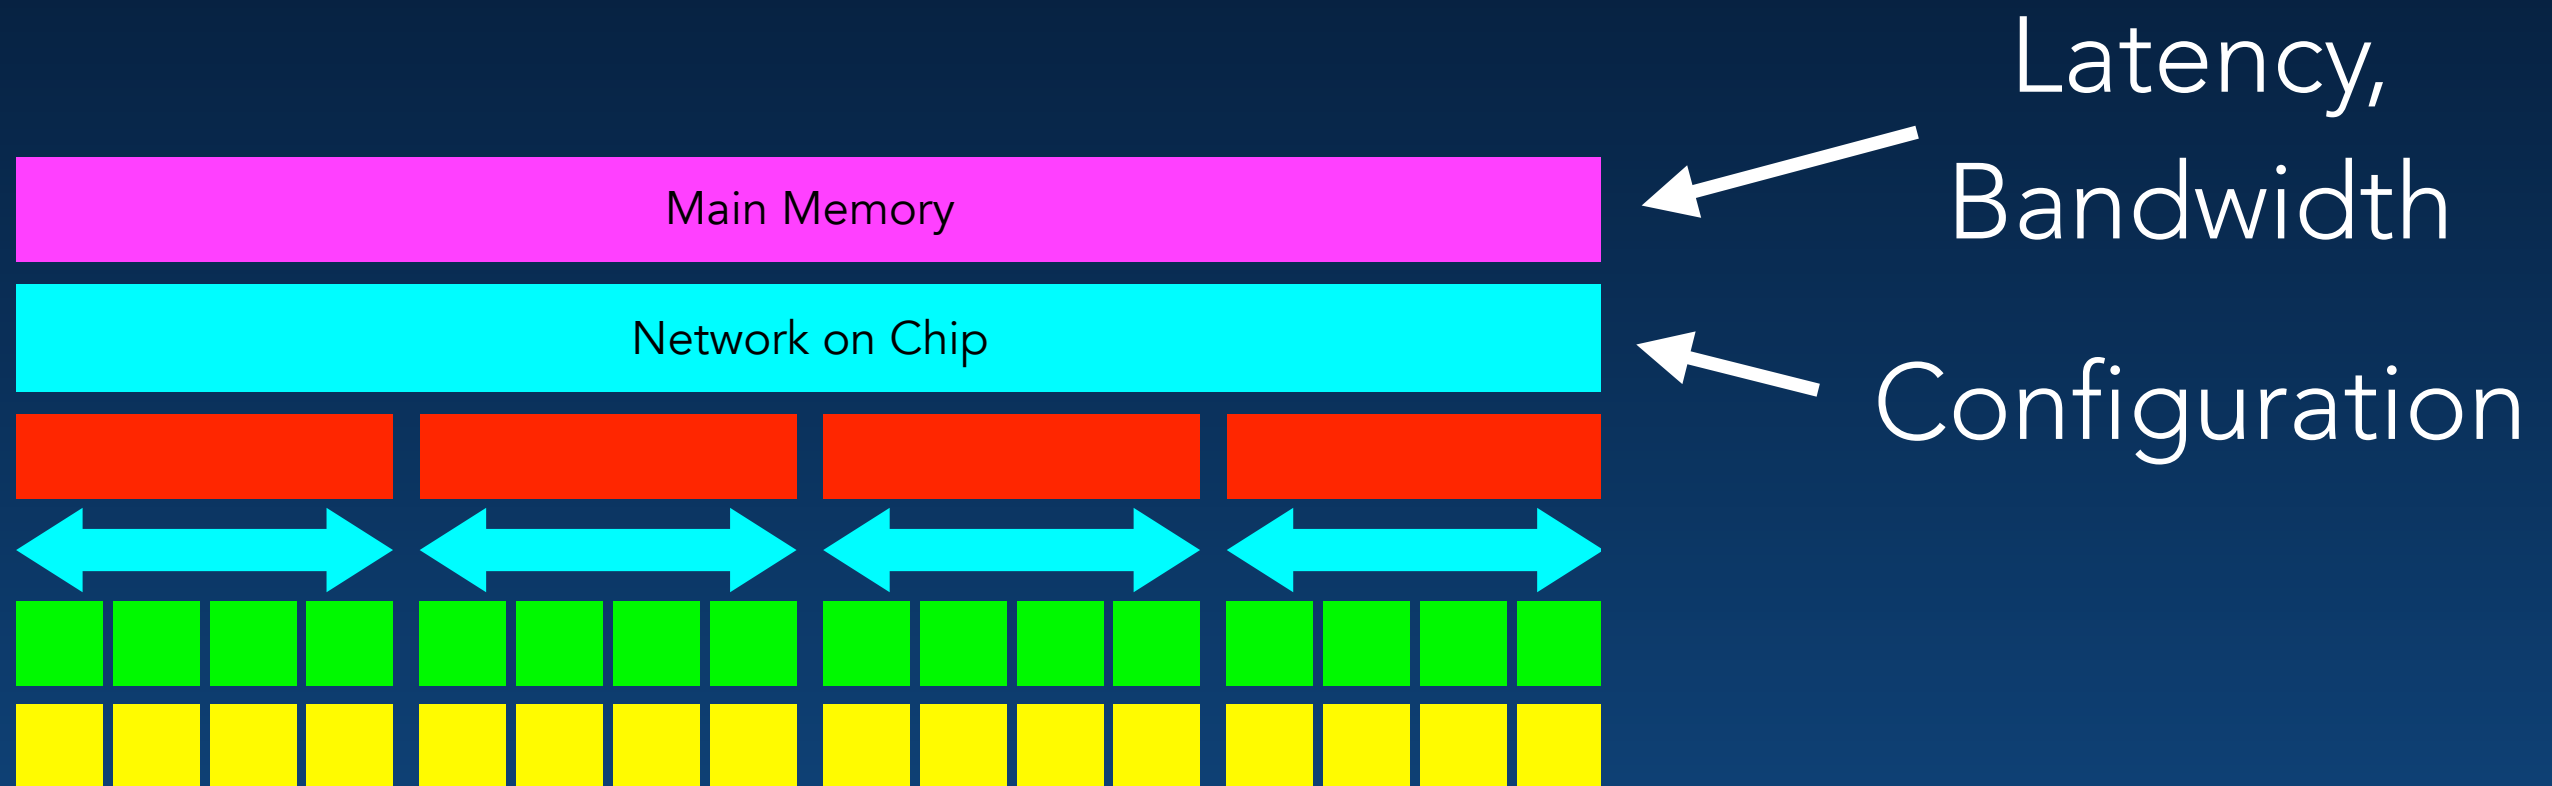 Latency,
Bandwidth
Main Memory
Network on Chip
Configuration